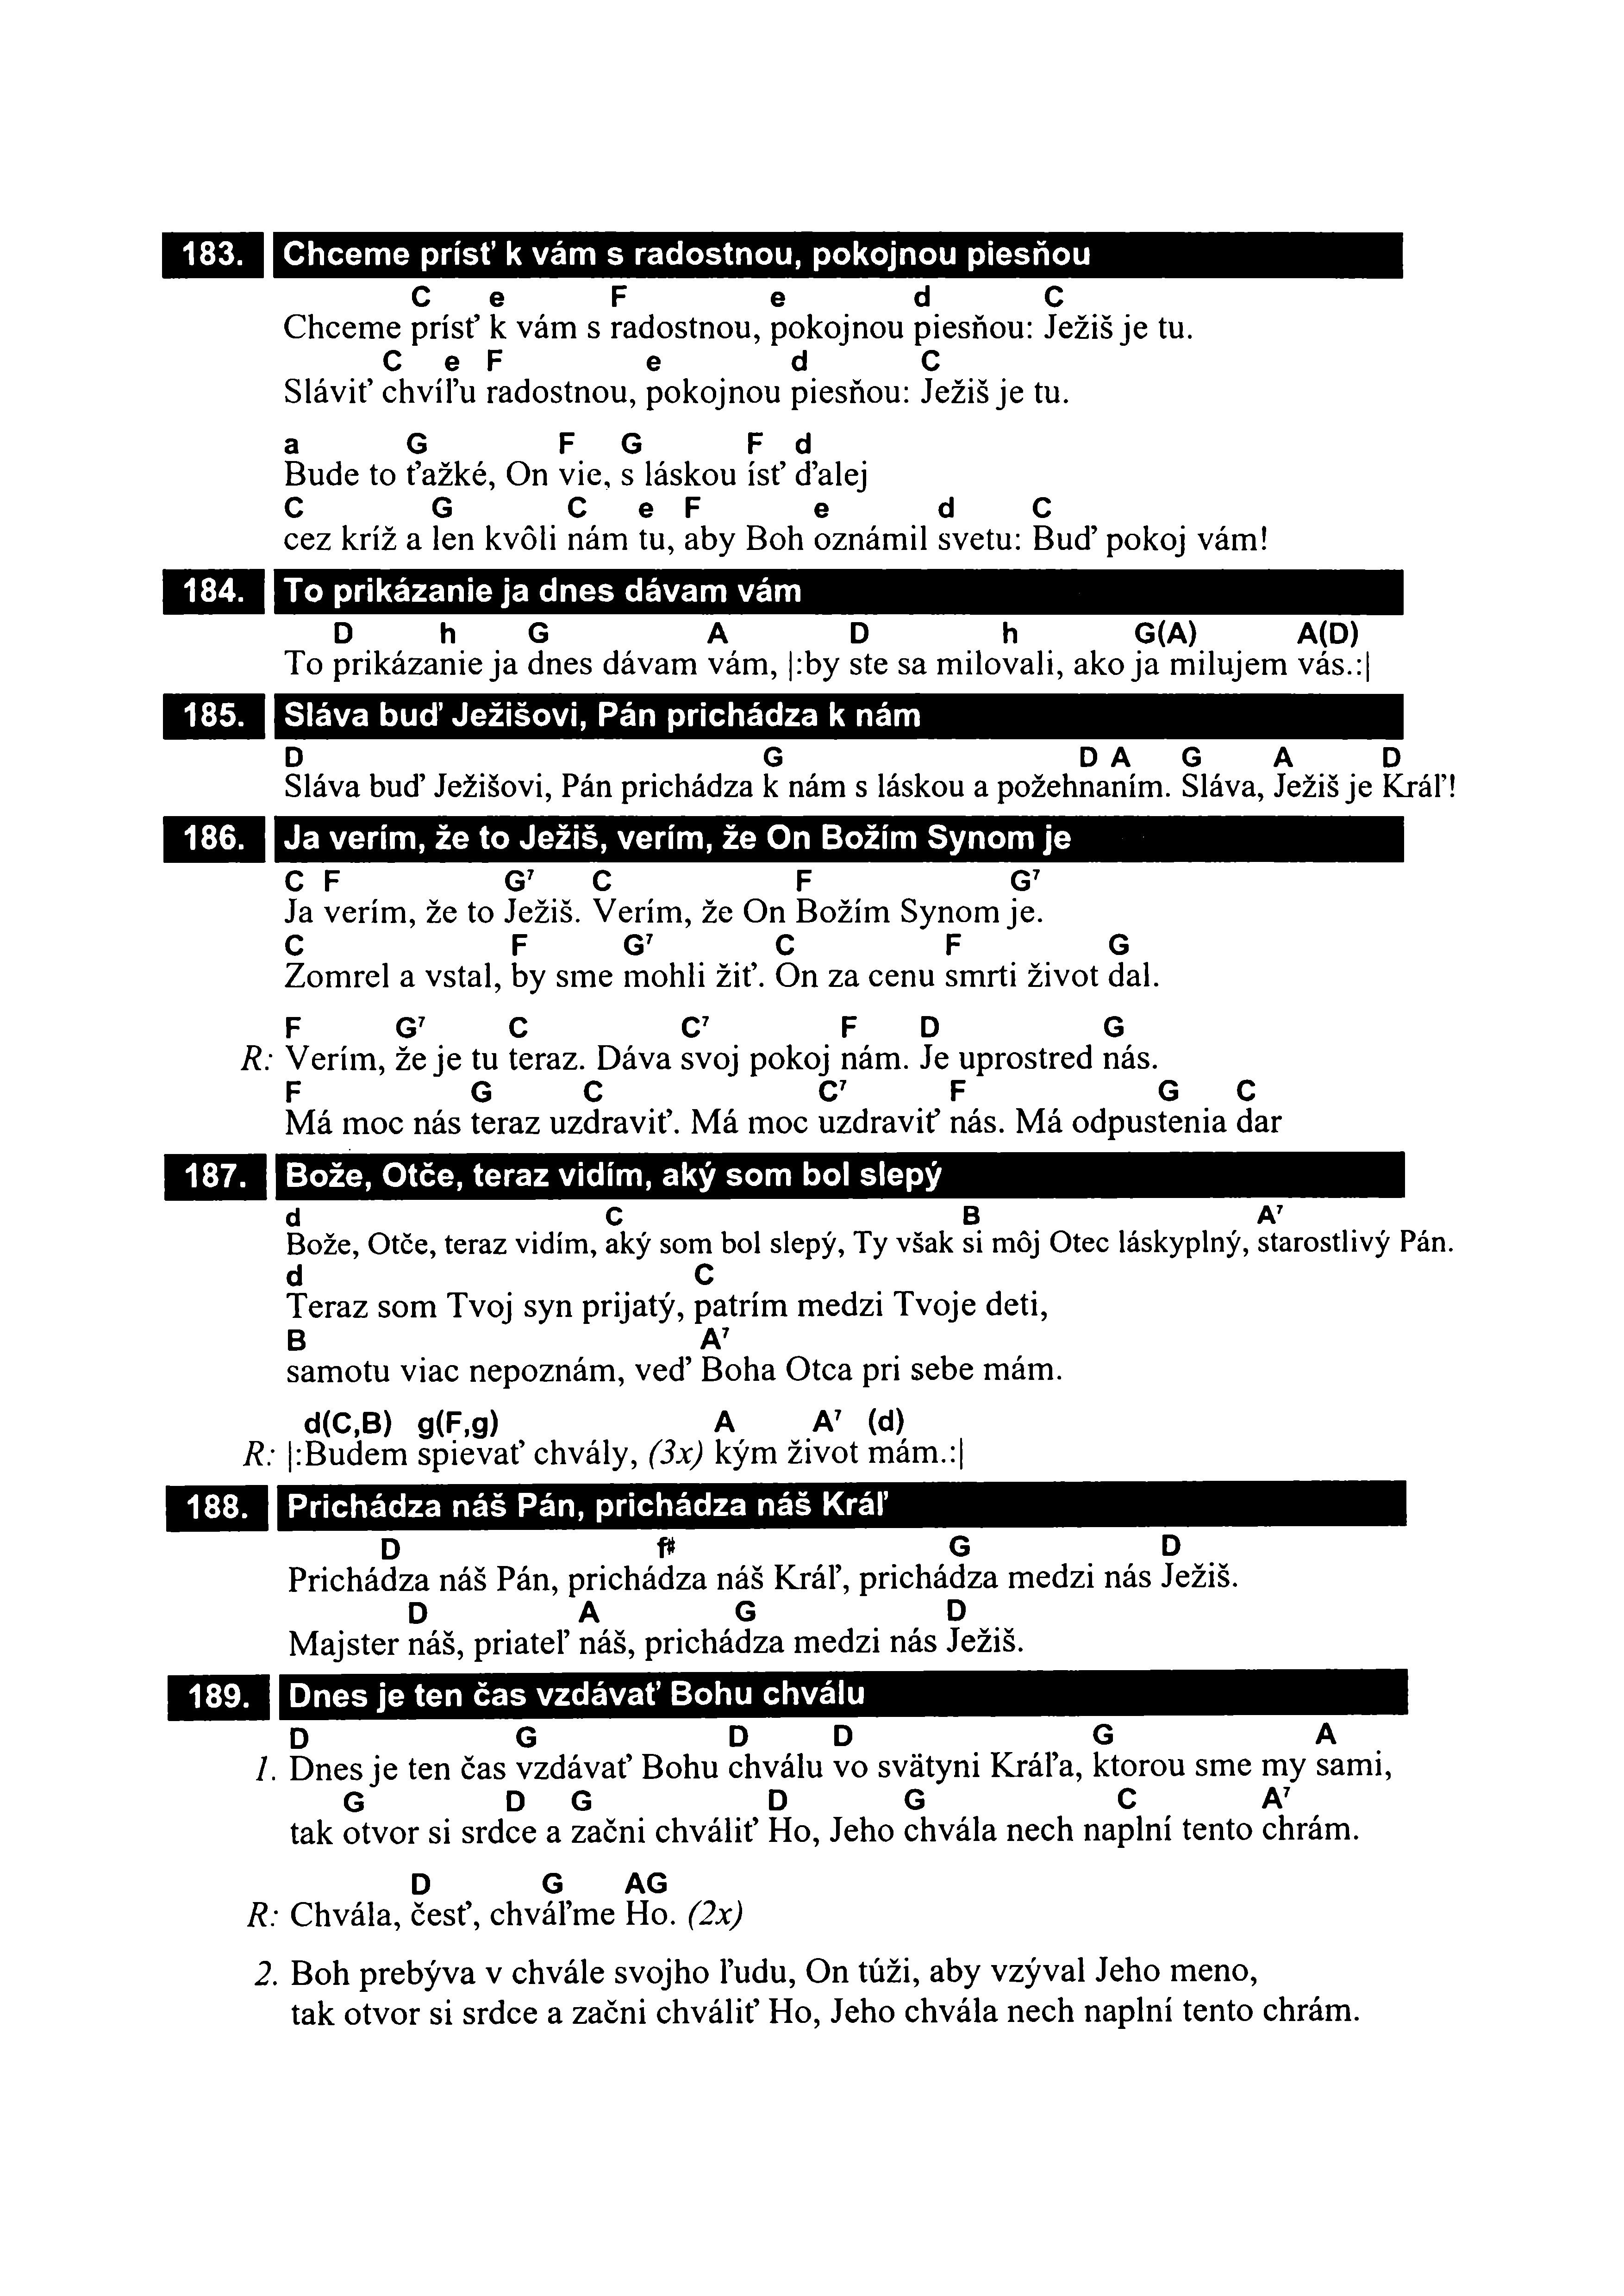 183. Chceme prísť k vám s radostnou, pokojnou piesňou
C e F e d C
Chceme prísť k vám s radostnou, pokojnou piesňou: Ježiš je tu.
C e F e d C
Sláviť chvíľu radostnou, pokojnou piesňou: Ježiš je tu.
a G F G F d
Bude to ťažké, On vie, s láskou ísť ďalej
C G C e F e d C
cez kríž a len kvôli nám tu, aby Boh oznámil svetu: Buď pokoj vám!
184. To prikázanie ja dnes dávam vám
D h G A D h G(A) A(D)
To prikázanie ja dnes dávam vám, |:by ste sa milovali, ako ja milujem vás.:|
185. Sláva buď Ježišovi, Pán prichádza k nám
D G D A G A D
Sláva buď Ježišovi, Pán prichádza k nám s láskou a požehnaním. Sláva, Ježiš je Kráľ!
186. Ja verím, že to Ježiš, verím, že On Božím Synom je
C F G⁷ C F G⁷
Ja verím, že to Ježiš. Verím, že On Božím Synom je.
C F G⁷ C F G
Zomrel a vstal, by sme mohli žiť. On za cenu smrti život dal.
F G⁷ C C⁷ F D G
R: Verím, že je tu teraz. Dáva svoj pokoj nám. Je uprostred nás.
F G C C⁷ F G C
Má moc nás teraz uzdraviť. Má moc uzdraviť nás. Má odpustenia dar
187. Bože, Otče, teraz vidím, aký som bol slepý
d C B A⁷
Bože, Otče, teraz vidím, aký som bol slepý, Ty však si môj Otec láskyplný, starostlivý Pán.
d C
Teraz som Tvoj syn prijatý, patrím medzi Tvoje deti,
B A⁷
samotu viac nepoznám, veď Boha Otca pri sebe mám.
d(C,B) g(F,g) A A⁷ (d)
R: |:Budem spievať chvály, (3x) kým život mám.:|
188. Prichádza náš Pán, prichádza náš Kráľ
D f# G D
Prichádza náš Pán, prichádza náš Kráľ, prichádza medzi nás Ježiš.
D A G D
Majster náš, priateľ náš, prichádza medzi nás Ježiš.
189. Dnes je ten čas vzdávať Bohu chválu
D G D D G A
1. Dnes je ten čas vzdávať Bohu chválu vo svätyni Kráľa, ktorou sme my sami,
G D G D G C A⁷
tak otvor si srdce a začni chváliť Ho, Jeho chvála nech naplní tento chrám.
D G AG
R: Chvála, česť, chváľme Ho. (2x)
2. Boh prebýva v chvále svojho ľudu, On túži, aby vzýval Jeho meno,
tak otvor si srdce a začni chváliť Ho, Jeho chvála nech naplní tento chrám.